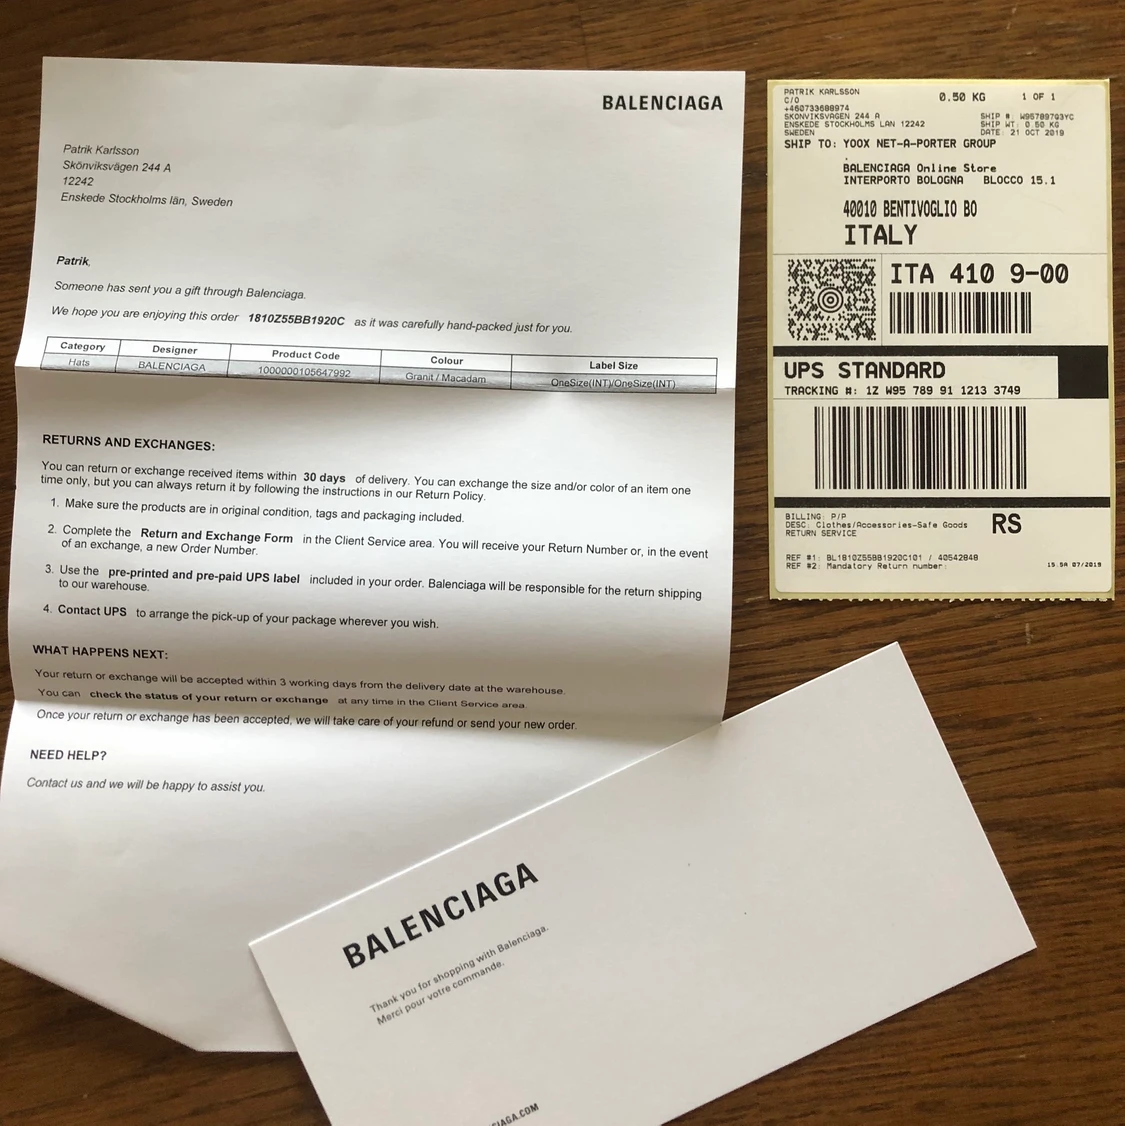 BALENCIAGA
Patrik Karlsson
Skönviksvägen 244 A
12242
Enskede Stockholms län, Sweden
Patrik,
Someone has sent you a gift through Balenciaga.
We hope you are enjoying this order 1810Z55BB1920C as it was carefully hand-packed just for you.
Category Designer Product Code Colour Label Size
Hats BALENCIAGA 1000000105647992 Granit / Macadam OneSize(INT)/OneSize(INT)
RETURNS AND EXCHANGES:
You can return or exchange received items within 30 days of delivery. You can exchange the size and/or color of an item one
time only, but you can always return it by following the instructions in our Return Policy.
1. Make sure the products are in original condition, tags and packaging included.
2. Complete the Return and Exchange Form in the Client Service area. You will receive your Return Number or, in the event
of an exchange, a new Order Number.
3. Use the pre-printed and pre-paid UPS label included in your order. Balenciaga will be responsible for the return shipping
to our warehouse.
4. Contact UPS to arrange the pick-up of your package wherever you wish.
WHAT HAPPENS NEXT:
Your return or exchange will be accepted within 3 working days from the delivery date at the warehouse.
You can check the status of your return or exchange at any time in the Client Service area.
Once your return or exchange has been accepted, we will take care of your refund or send your new order.
NEED HELP?
Contact us and we will be happy to assist you.
PATRIK KARLSSON 0.50 KG 1 OF 1
C/O
+460733688974
SKONVIKSVAGEN 244 A SHIP #: W95789703YC
ENSKEDE STOCKHOLMS LAN 12242 SHIP WT: 0.50 KG
SWEDEN DATE: 21 OCT 2019
SHIP TO: YOOX NET-A-PORTER GROUP
.
BALENCIAGA Online Store
INTERPORTO BOLOGNA BLOCCO 15.1
40010 BENTIVOGLIO BO
ITALY
ITA 410 9-00
UPS STANDARD
TRACKING #: 1Z W95 789 91 1213 3749
BILLING: P/P
DESC: Clothes/Accessories-Safe Goods RS
RETURN SERVICE
REF #1: BL1810Z55BB1920C101 / 40542848
REF #2: Mandatory Return number: 15.5A 07/2019
BALENCIAGA
Thank you for shopping with Balenciaga.
Merci pour votre commande.